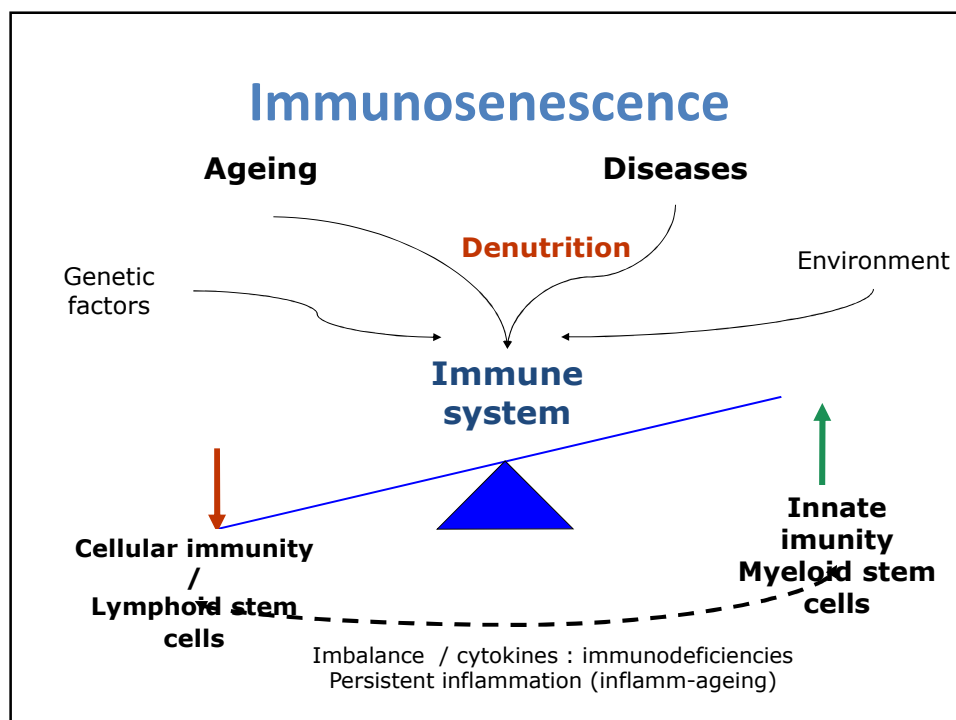 Immunosenescence
Ageing
Diseases
Denutrition
Genetic
factors
Environment
Immune
system
Cellular immunity
/
Lymphoid stem
cells
Innate
imunity
Myeloid stem
cells
Imbalance / cytokines : immunodeficiencies
Persistent inflammation (inflamm-ageing)